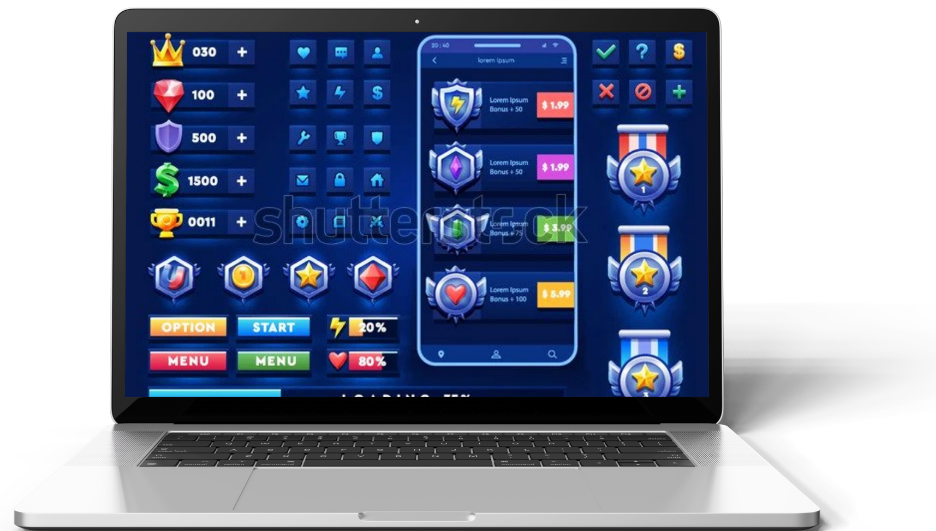 030 +
100 +
500 +
1500 +
0011 +
20:40
lorem ipsum
Lorem Ipsum
Bonus + 50
$ 1.99
Lorem Ipsum
Bonus + 50
$ 1.99
Lorem Ipsum
Bonus + 75
$ 3.99
Lorem Ipsum
Bonus + 100
$ 5.99
?
$
$
1
2
3
shutterstock
OPTION
START
20%
MENU
MENU
80%
LOADING 75%